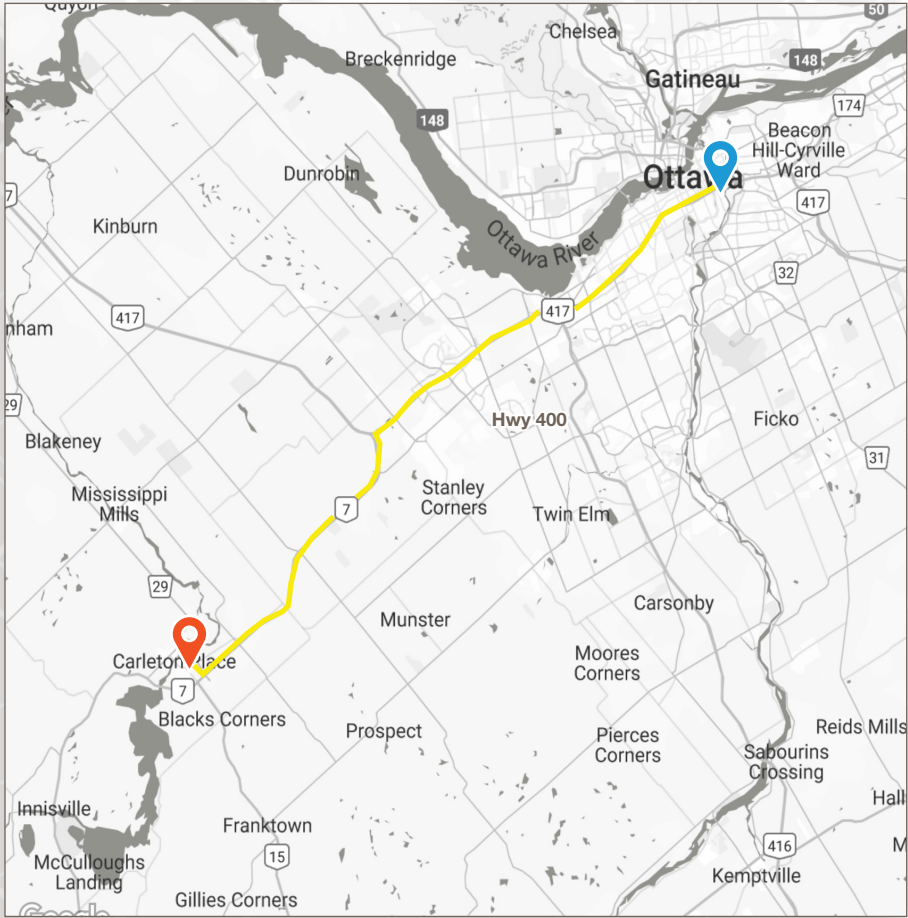 Quyon
50
Chelsea
Breckenridge
148
Gatineau
148
174
Beacon
Hill-Cyrville
Ward
Dunrobin
Ottawa
7
417
Kinburn
Ottawa River
32
417
417
nham
29
Hwy 400
Ficko
Blakeney
31
Mississippi
Mills
Stanley
Corners
7
Twin Elm
29
Carsonby
Munster
Carleton Place
Moores
Corners
7
Blacks Corners
Prospect
Pierces
Corners
Reids Mills
Sabourins
Crossing
Innisville
Hall
Franktown
15
416
M
McCulloughs
Landing
Kemptville
Gillies Corners
Google